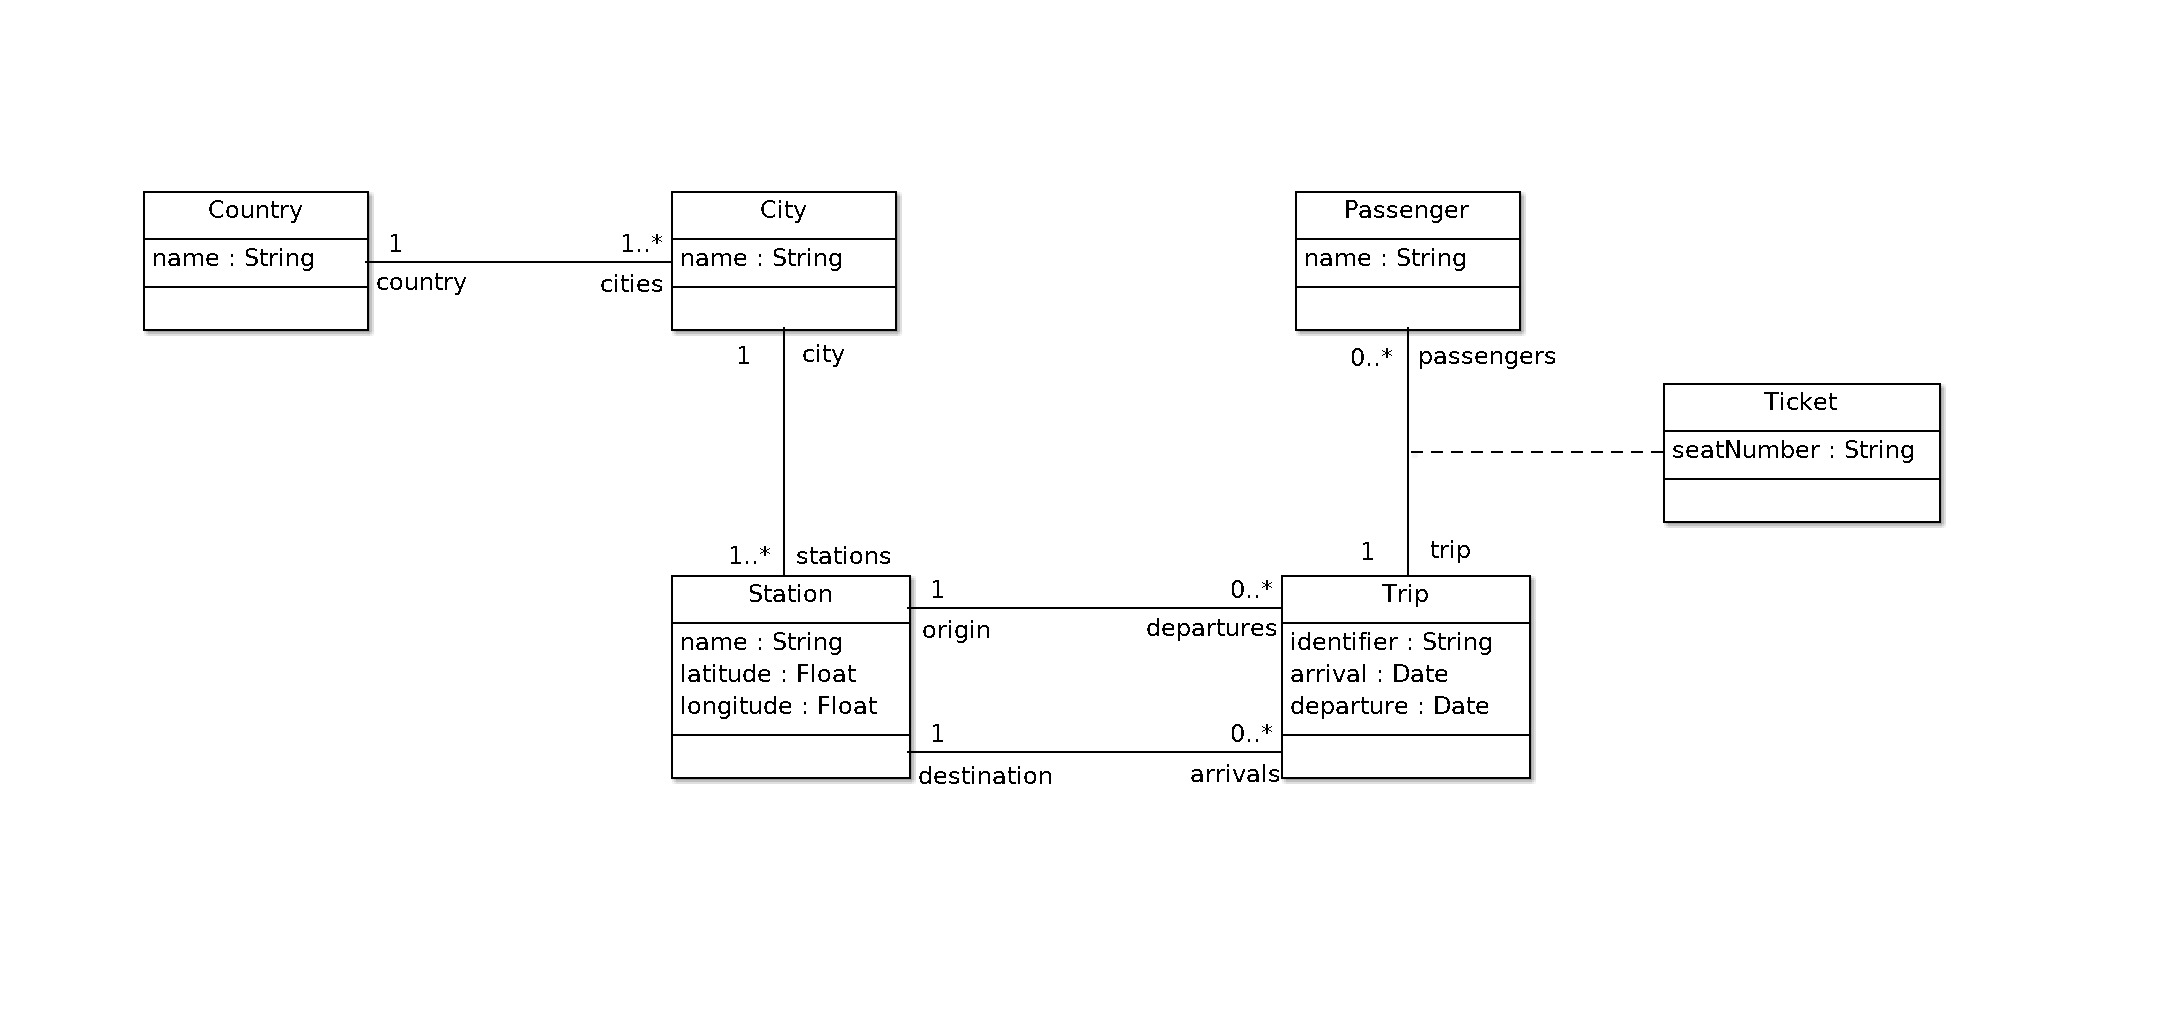 Country
name : String
1
country
1..*
cities
City
name : String
1
city
1..*
stations
Passenger
name : String
0..*
passengers
Ticket
seatNumber : String
1
trip
Station
name : String
latitude : Float
longitude : Float
1
origin
0..*
departures
1
destination
0..*
arrivals
Trip
identifier : String
arrival : Date
departure : Date